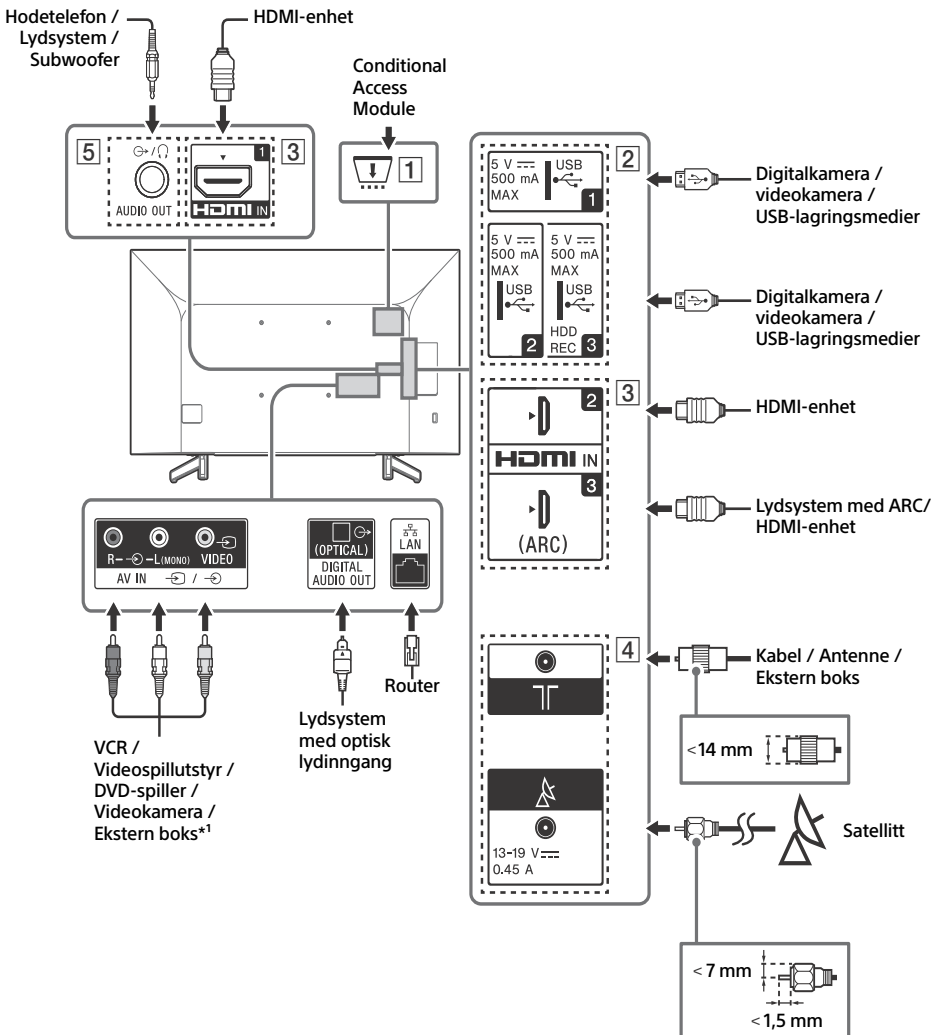 Hodetelefon /
Lydsystem /
Subwoofer
HDMI-enhet
Conditional
Access
Module
5
AUDIO OUT
1
HDMI IN
3
1
5 V
500 mA
MAX
USB
1
2
5 V
500 mA
MAX
USB
2
5 V
500 mA
MAX
USB
HDD
REC 3
Digitalkamera /
videokamera /
USB-lagringsmedier
Digitalkamera /
videokamera /
USB-lagringsmedier
2
3
HDMI IN
3
(ARC)
HDMI-enhet
Lydsystem med ARC/
HDMI-enhet
R L(MONO) VIDEO
AV IN /
(OPTICAL)
DIGITAL
AUDIO OUT
LAN
VCR /
Videospillutstyr /
DVD-spiller /
Videokamera /
Ekstern boks*1
Lydsystem
med optisk
lydinngang
Router
4
Kabel / Antenne /
Ekstern boks
<14 mm
13-19 V
0.45 A
Satellitt
<7 mm
<1,5 mm